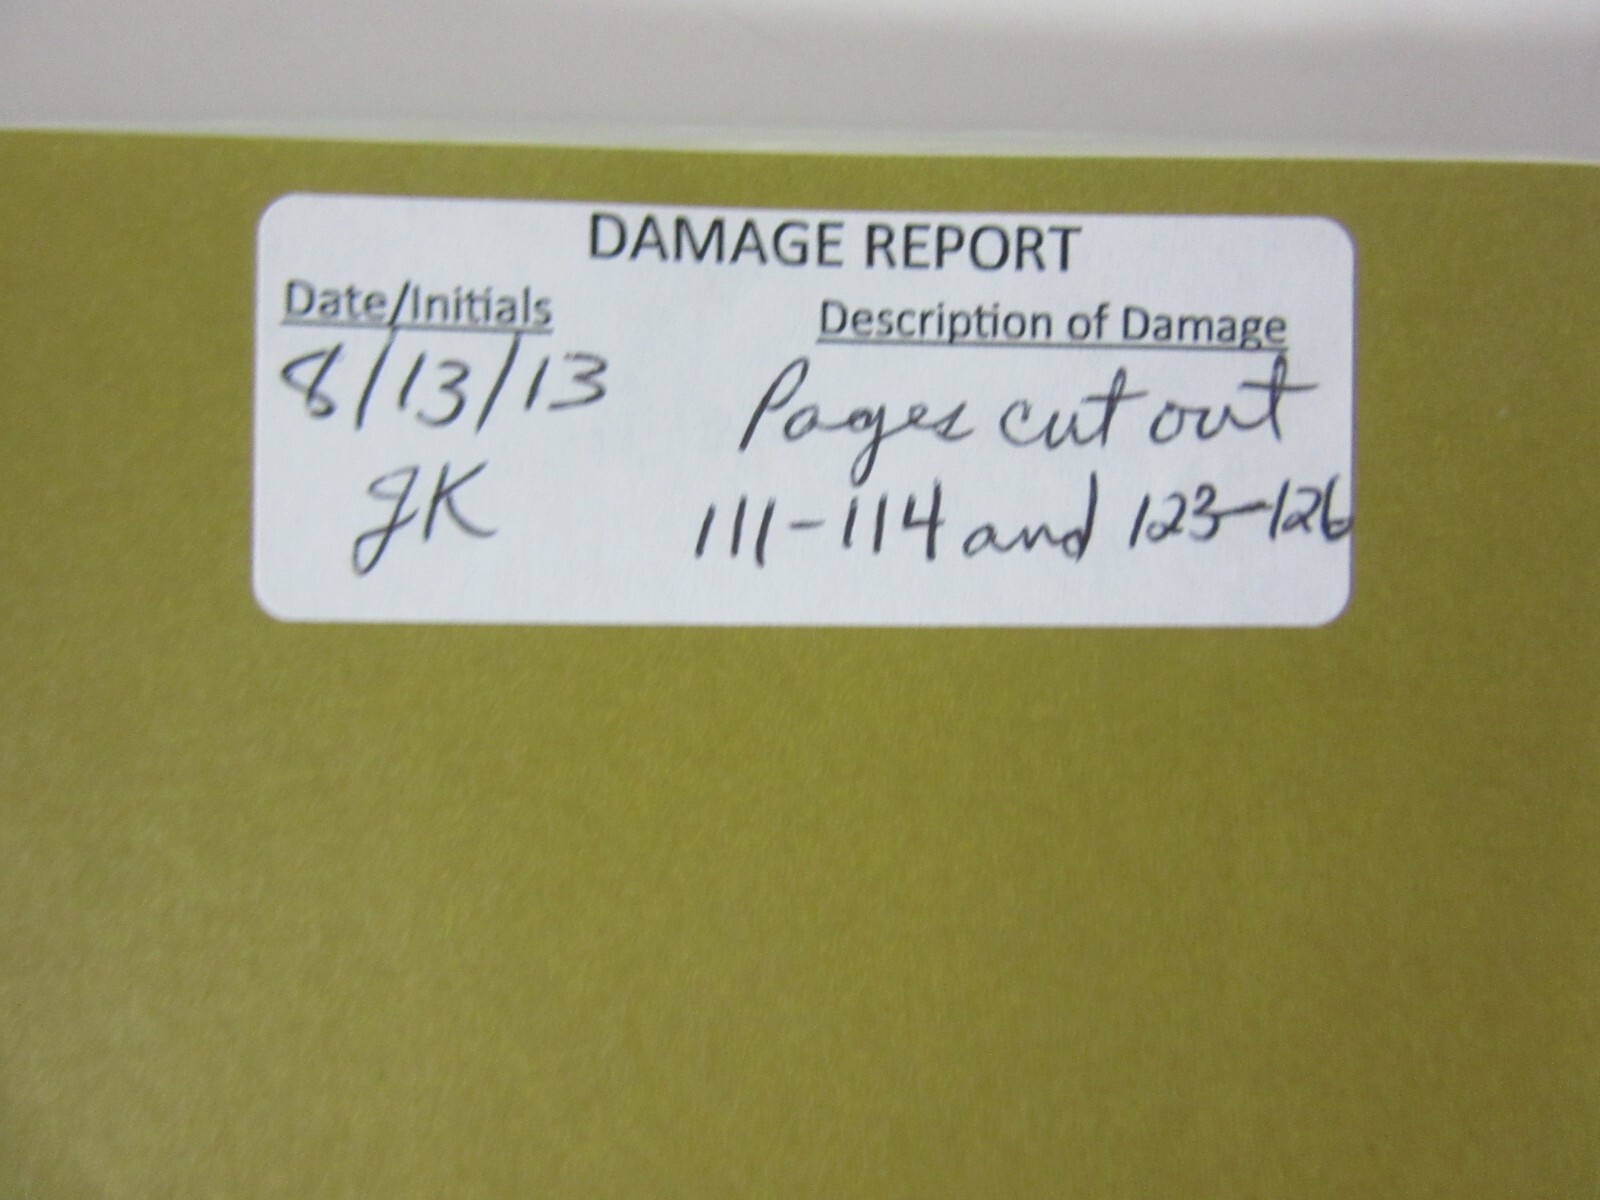 DAMAGE REPORT
Date/Initials
Description of Damage
8/13/13
JK
Pages cut out
111-114 and 123-126